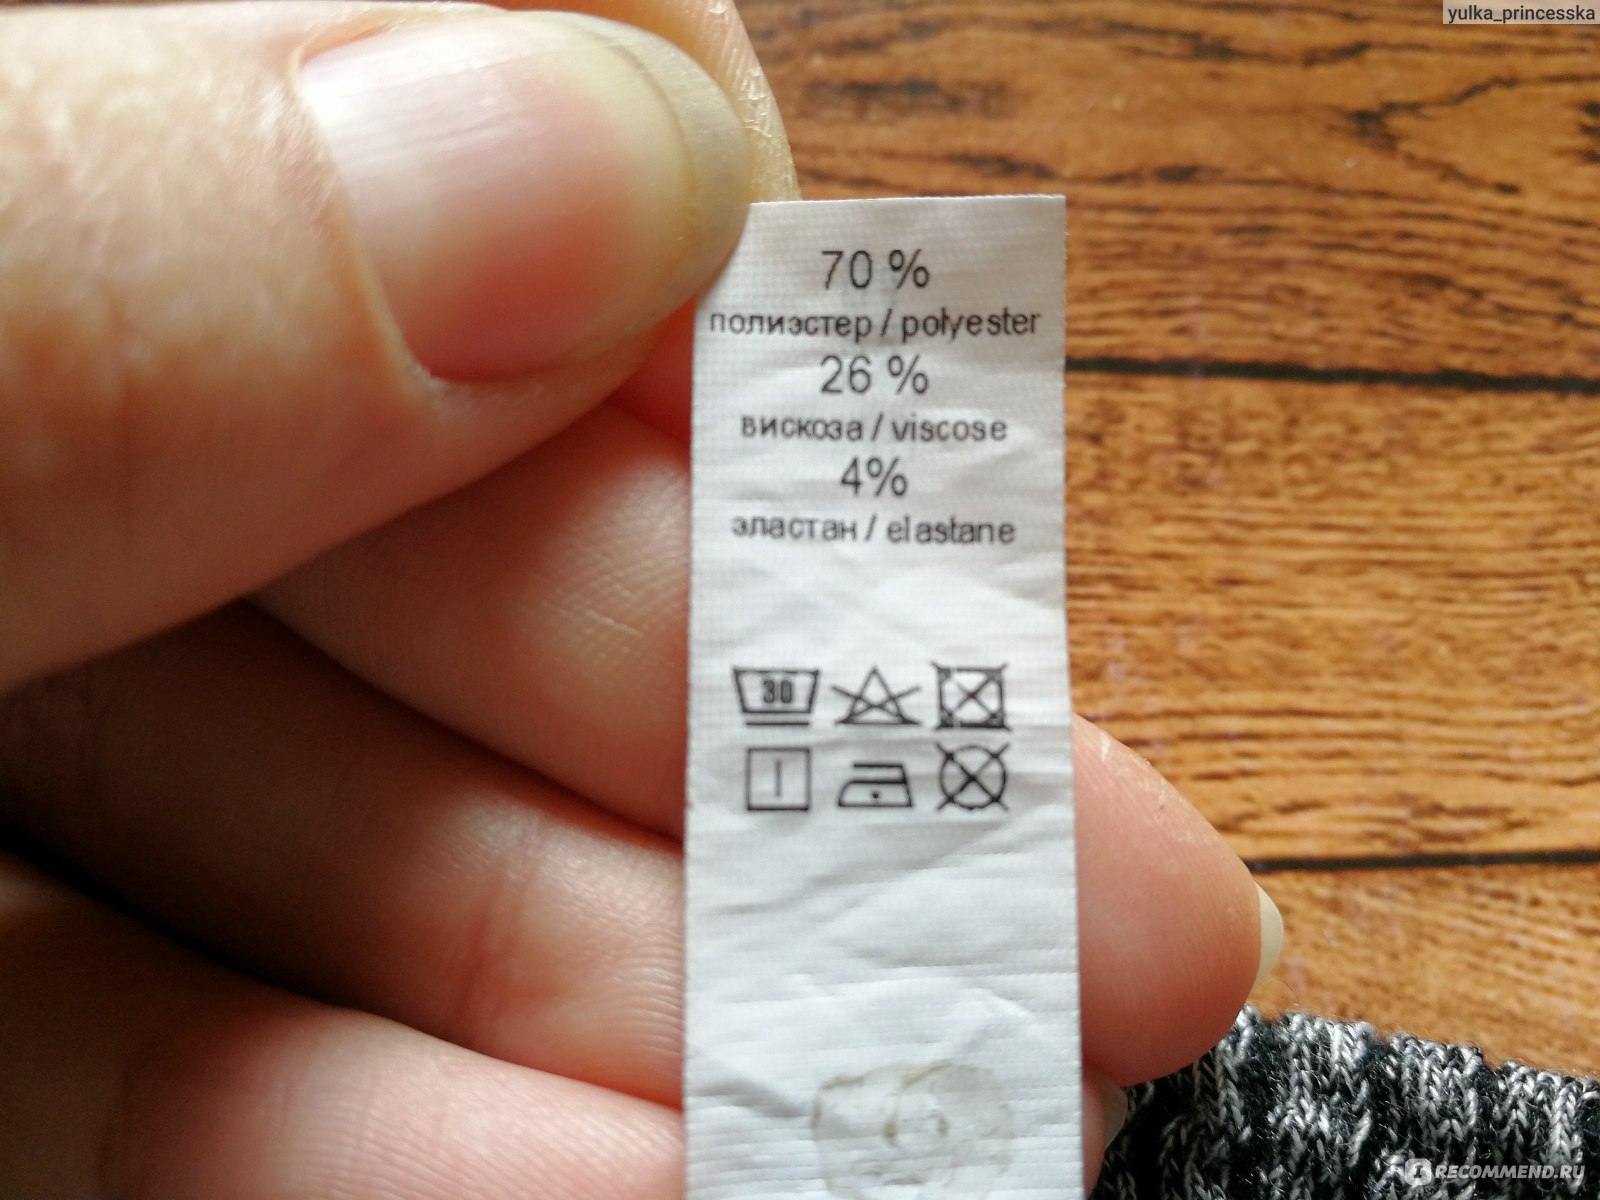 yulka_princesska
70 %
полиэстер / polyester
26 %
вискоза / viscose
4%
эластан / elastane
30
RECOMMEND.RU